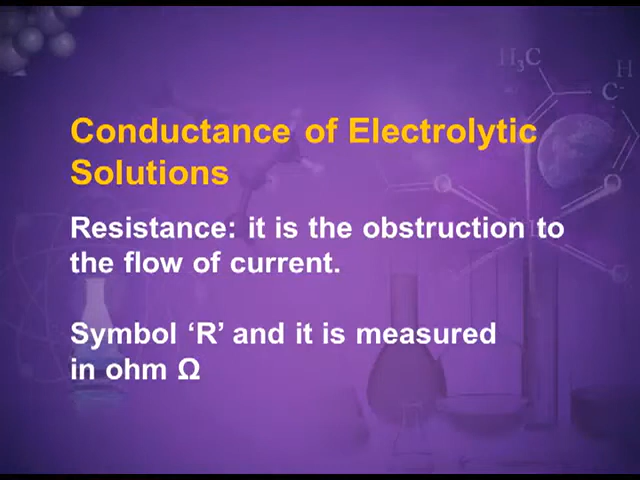 Conductance of Electrolytic
Solutions
Resistance: it is the obstruction to
the flow of current.
Symbol ‘R’ and it is measured
in ohm Ω
H₃C
H
C
O
O